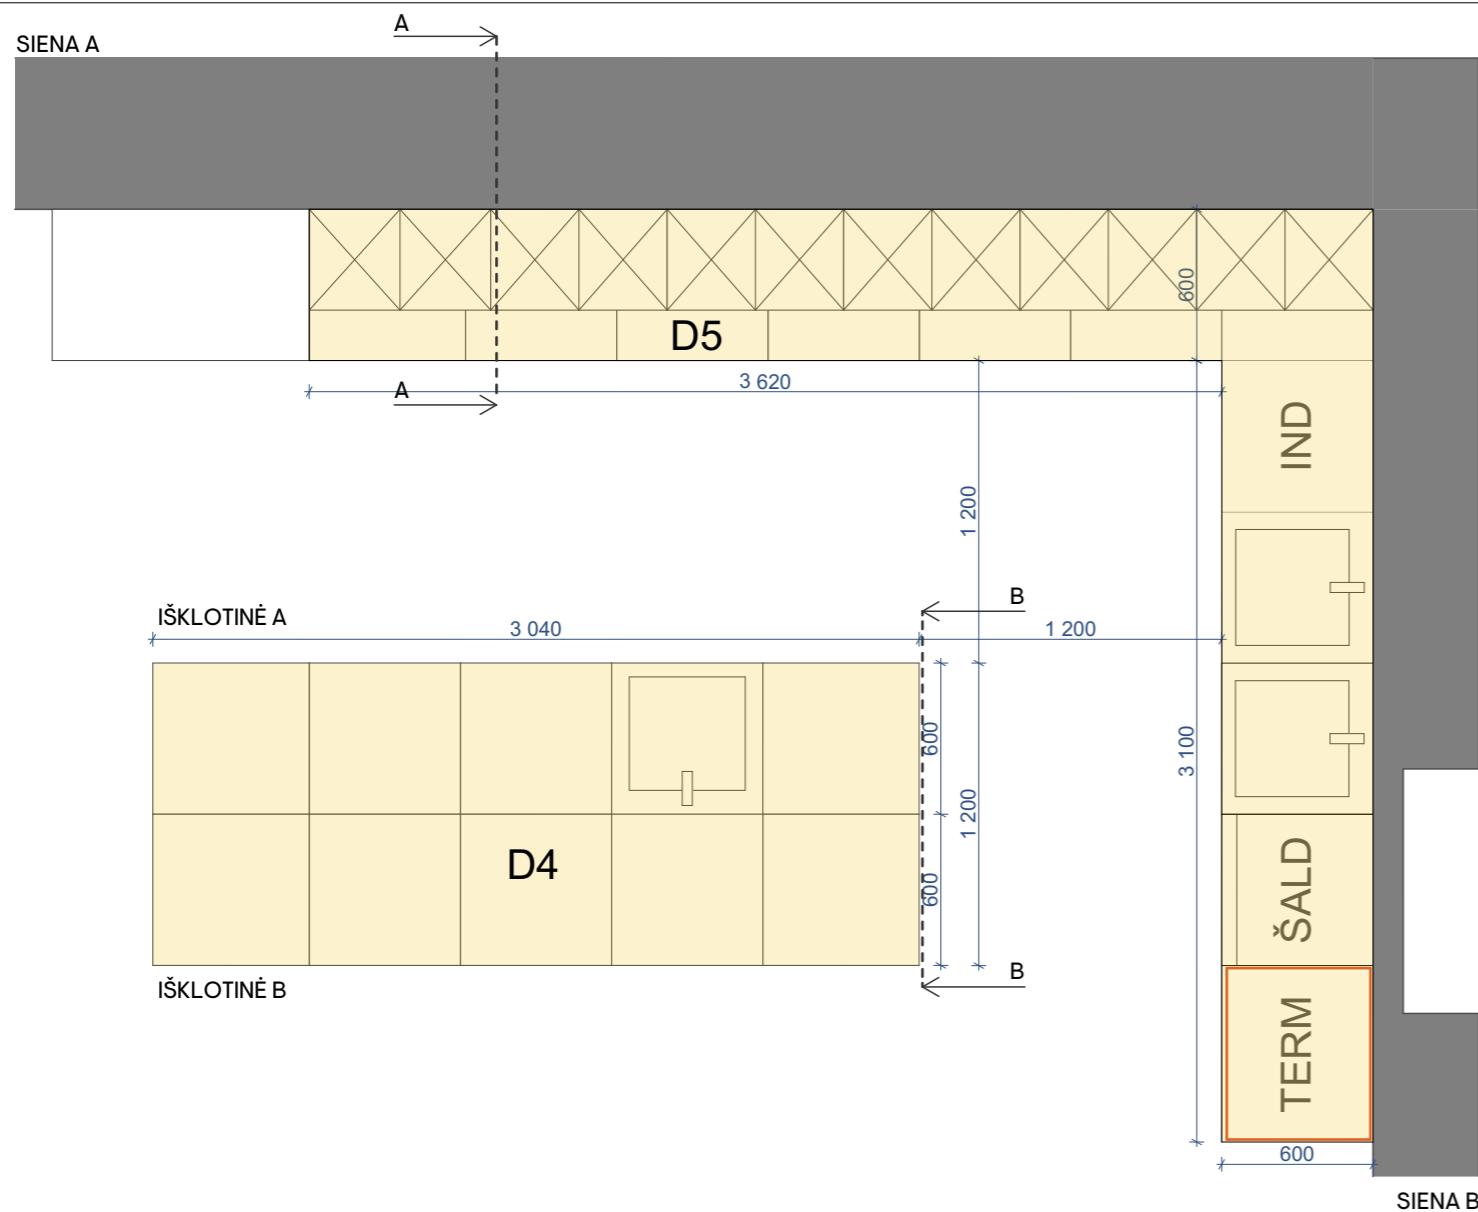 A
SIENA A
600
D5
3 620
A
IND
1 200
B
IŠKLOTINĖ A
3 040
1 200
600
3 100
1 200
D4
600
ŠALD
B
IŠKLOTINĖ B
TERM
600
SIENA B